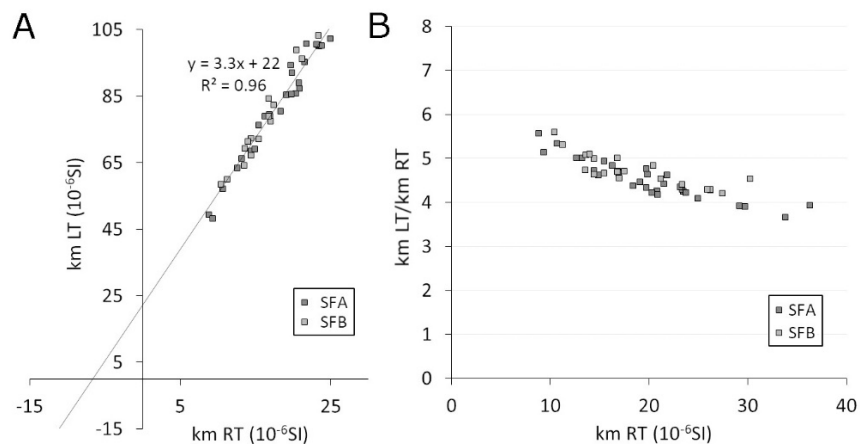 A
km LT (10⁻⁶SI)
105
85
65
45
25
5
-15
y = 3.3x + 22
R² = 0.96
SFA
SFB
-15
5
25
km RT (10⁻⁶SI)
B
km LT/km RT
8
7
6
5
4
3
2
1
0
SFA
SFB
0
10
20
30
40
km RT (10⁻⁶SI)